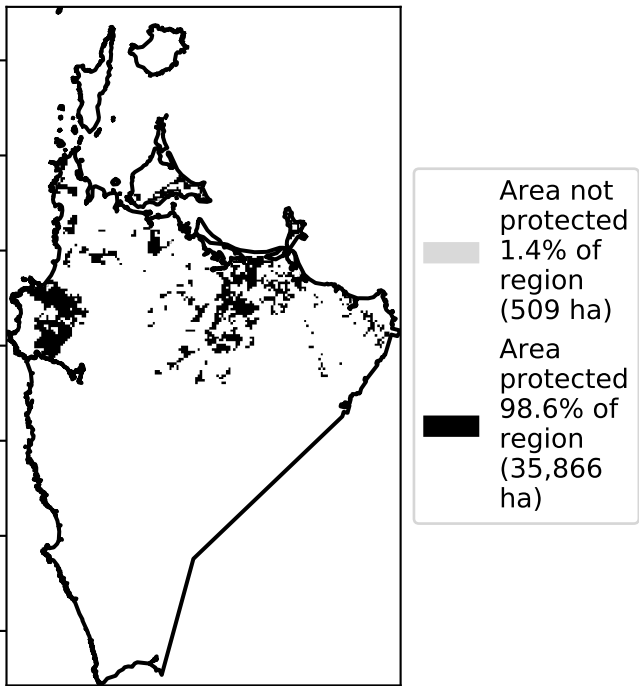 Area not
protected
1.4% of
region
(509 ha)
Area
protected
98.6% of
region
(35,866
ha)